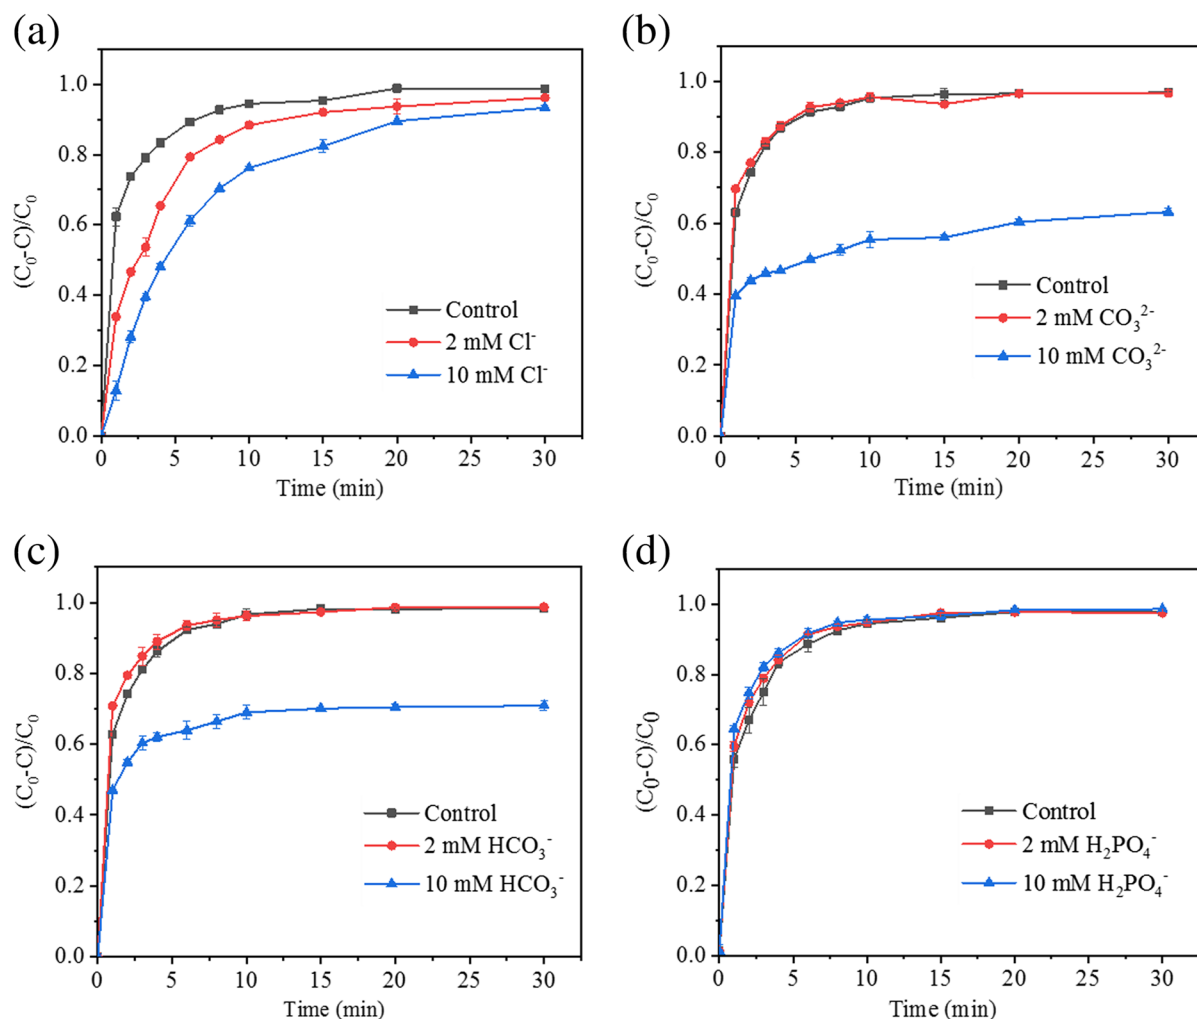 (a)
(C₀-C)/C₀
1.0
0.8
0.6
0.4
0.2
0.0
0 5 10 15 20 25 30
Time (min)
Control
2 mM Cl⁻
10 mM Cl⁻
(b)
(C₀-C)/C₀
1.0
0.8
0.6
0.4
0.2
0.0
0 5 10 15 20 25 30
Time (min)
Control
2 mM CO₃²⁻
10 mM CO₃²⁻
(c)
(C₀-C)/C₀
1.0
0.8
0.6
0.4
0.2
0.0
0 5 10 15 20 25 30
Time (min)
Control
2 mM HCO₃⁻
10 mM HCO₃⁻
(d)
(C₀-C)/C₀
1.0
0.8
0.6
0.4
0.2
0.0
0 5 10 15 20 25 30
Time (min)
Control
2 mM H₂PO₄⁻
10 mM H₂PO₄⁻